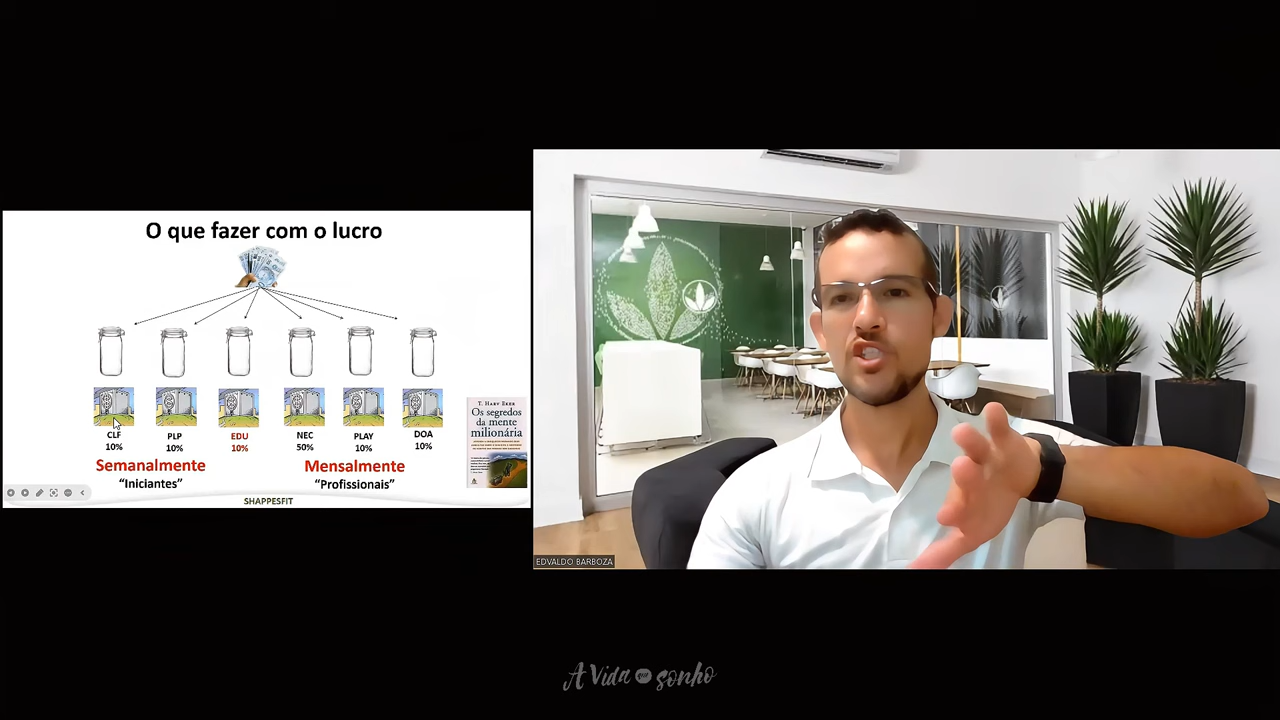 O que fazer com o lucro
CLF
10%
PLP
10%
EDU
10%
NEC
50%
PLAY
10%
DOA
10%
Semanalmente
"Iniciantes"
Mensalmente
"Profissionais"
T. Harv Eker
Os segredos
da mente
milionária
SHAPPESFIT
EDVALDO BARBOZA
A Vida que sonho